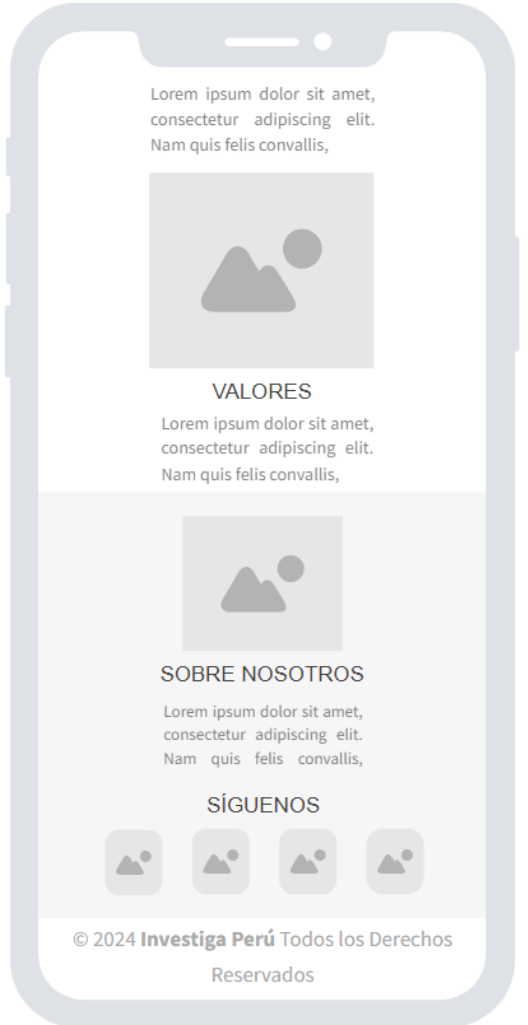 Lorem ipsum dolor sit amet,
consectetur adipiscing elit.
Nam quis felis convallis,
VALORES
Lorem ipsum dolor sit amet,
consectetur adipiscing elit.
Nam quis felis convallis,
SOBRE NOSOTROS
Lorem ipsum dolor sit amet,
consectetur adipiscing elit.
Nam quis felis convallis,
SÍGUENOS
© 2024 Investiga Perú Todos los Derechos
Reservados